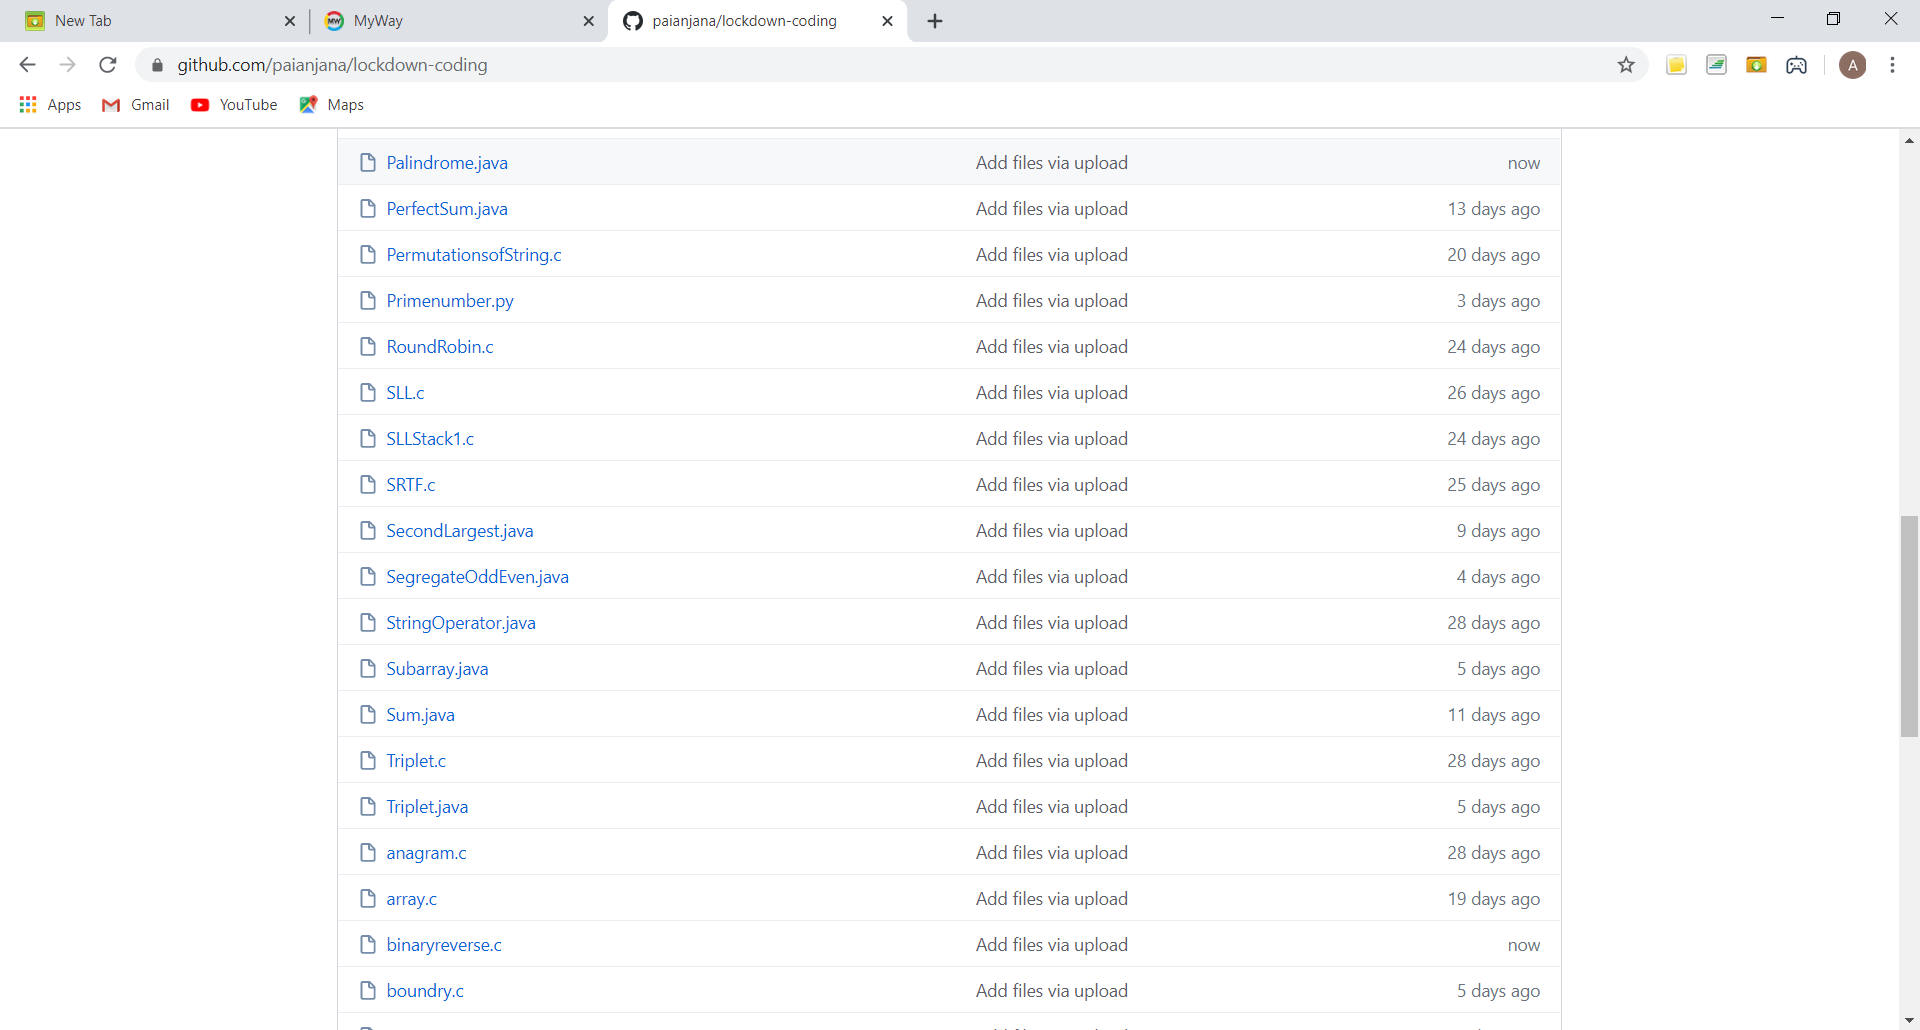 New Tab
MyWay
paianjana/lockdown-coding
github.com/paianjana/lockdown-coding
A
Apps Gmail YouTube Maps
Palindrome.java Add files via upload now
PerfectSum.java Add files via upload 13 days ago
PermutationsofString.c Add files via upload 20 days ago
Primenumber.py Add files via upload 3 days ago
RoundRobin.c Add files via upload 24 days ago
SLL.c Add files via upload 26 days ago
SLLStack1.c Add files via upload 24 days ago
SRTF.c Add files via upload 25 days ago
SecondLargest.java Add files via upload 9 days ago
SegregateOddEven.java Add files via upload 4 days ago
StringOperator.java Add files via upload 28 days ago
Subarray.java Add files via upload 5 days ago
Sum.java Add files via upload 11 days ago
Triplet.c Add files via upload 28 days ago
Triplet.java Add files via upload 5 days ago
anagram.c Add files via upload 28 days ago
array.c Add files via upload 19 days ago
binaryreverse.c Add files via upload now
boundry.c Add files via upload 5 days ago